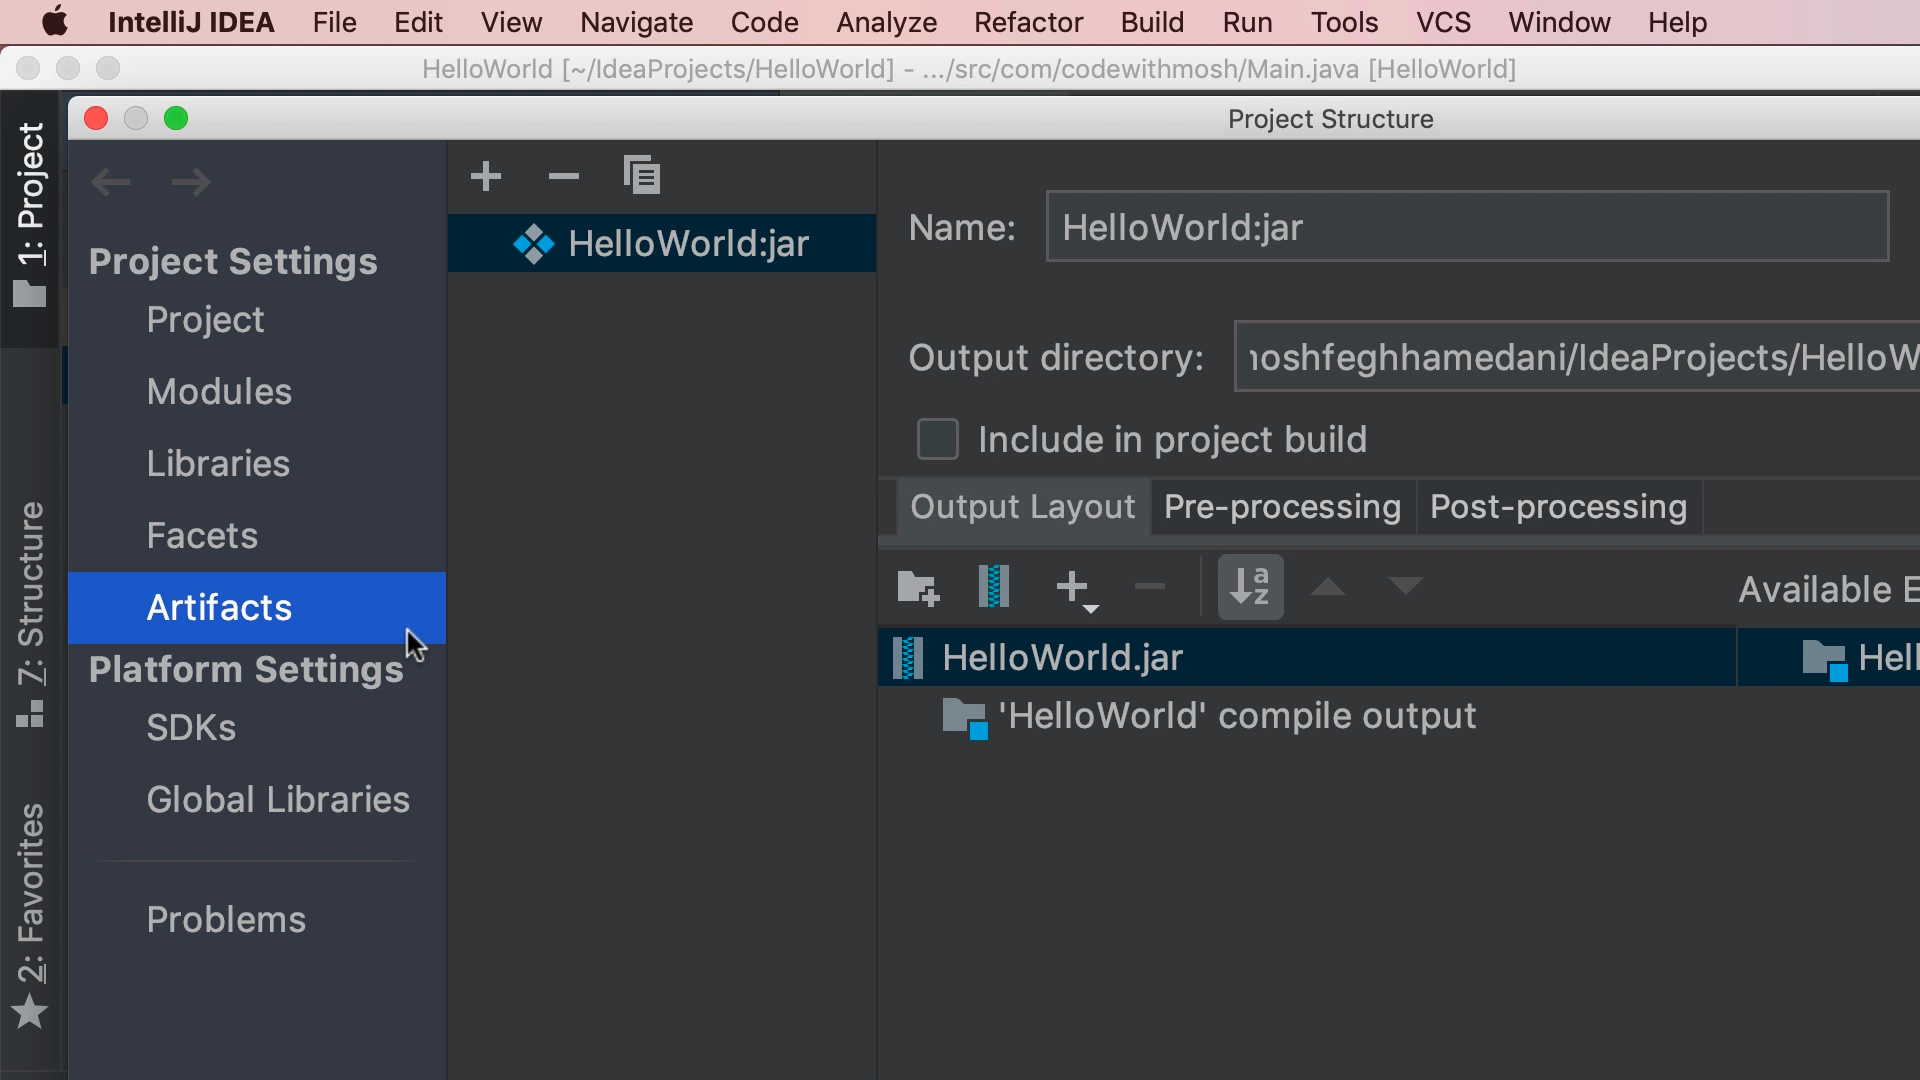 IntelliJ IDEA File Edit View Navigate Code Analyze Refactor Build Run Tools VCS Window Help
HelloWorld [~/IdeaProjects/HelloWorld] - .../src/com/codewithmosh/Main.java [HelloWorld]
Project Structure
1: Project
7: Structure
2: Favorites
Project Settings
Project
Modules
Libraries
Facets
Artifacts
Platform Settings
SDKs
Global Libraries
Problems
HelloWorld:jar
Name: HelloWorld:jar
Output directory: oshfeghhamedani/IdeaProjects/HelloW
Include in project build
Output Layout Pre-processing Post-processing
Available E
HelloWorld.jar
Hell
'HelloWorld' compile output